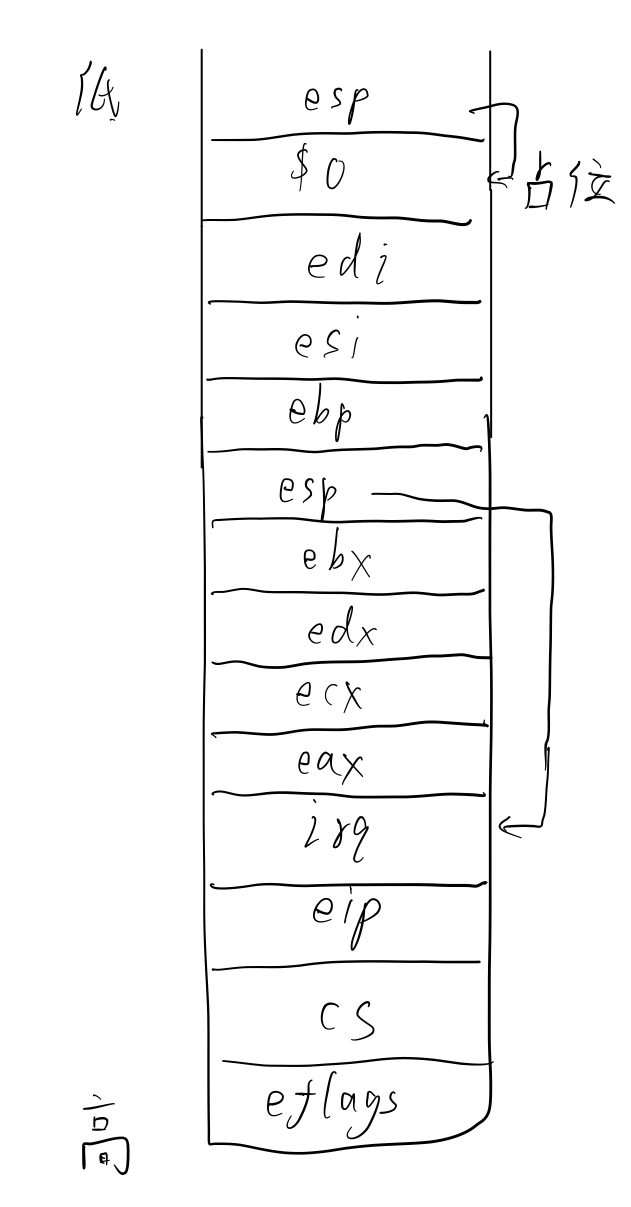 低
esp
$0
占位
edi
esi
ebp
esp
ebx
edx
ecx
eax
irq
eip
cs
eflags
高